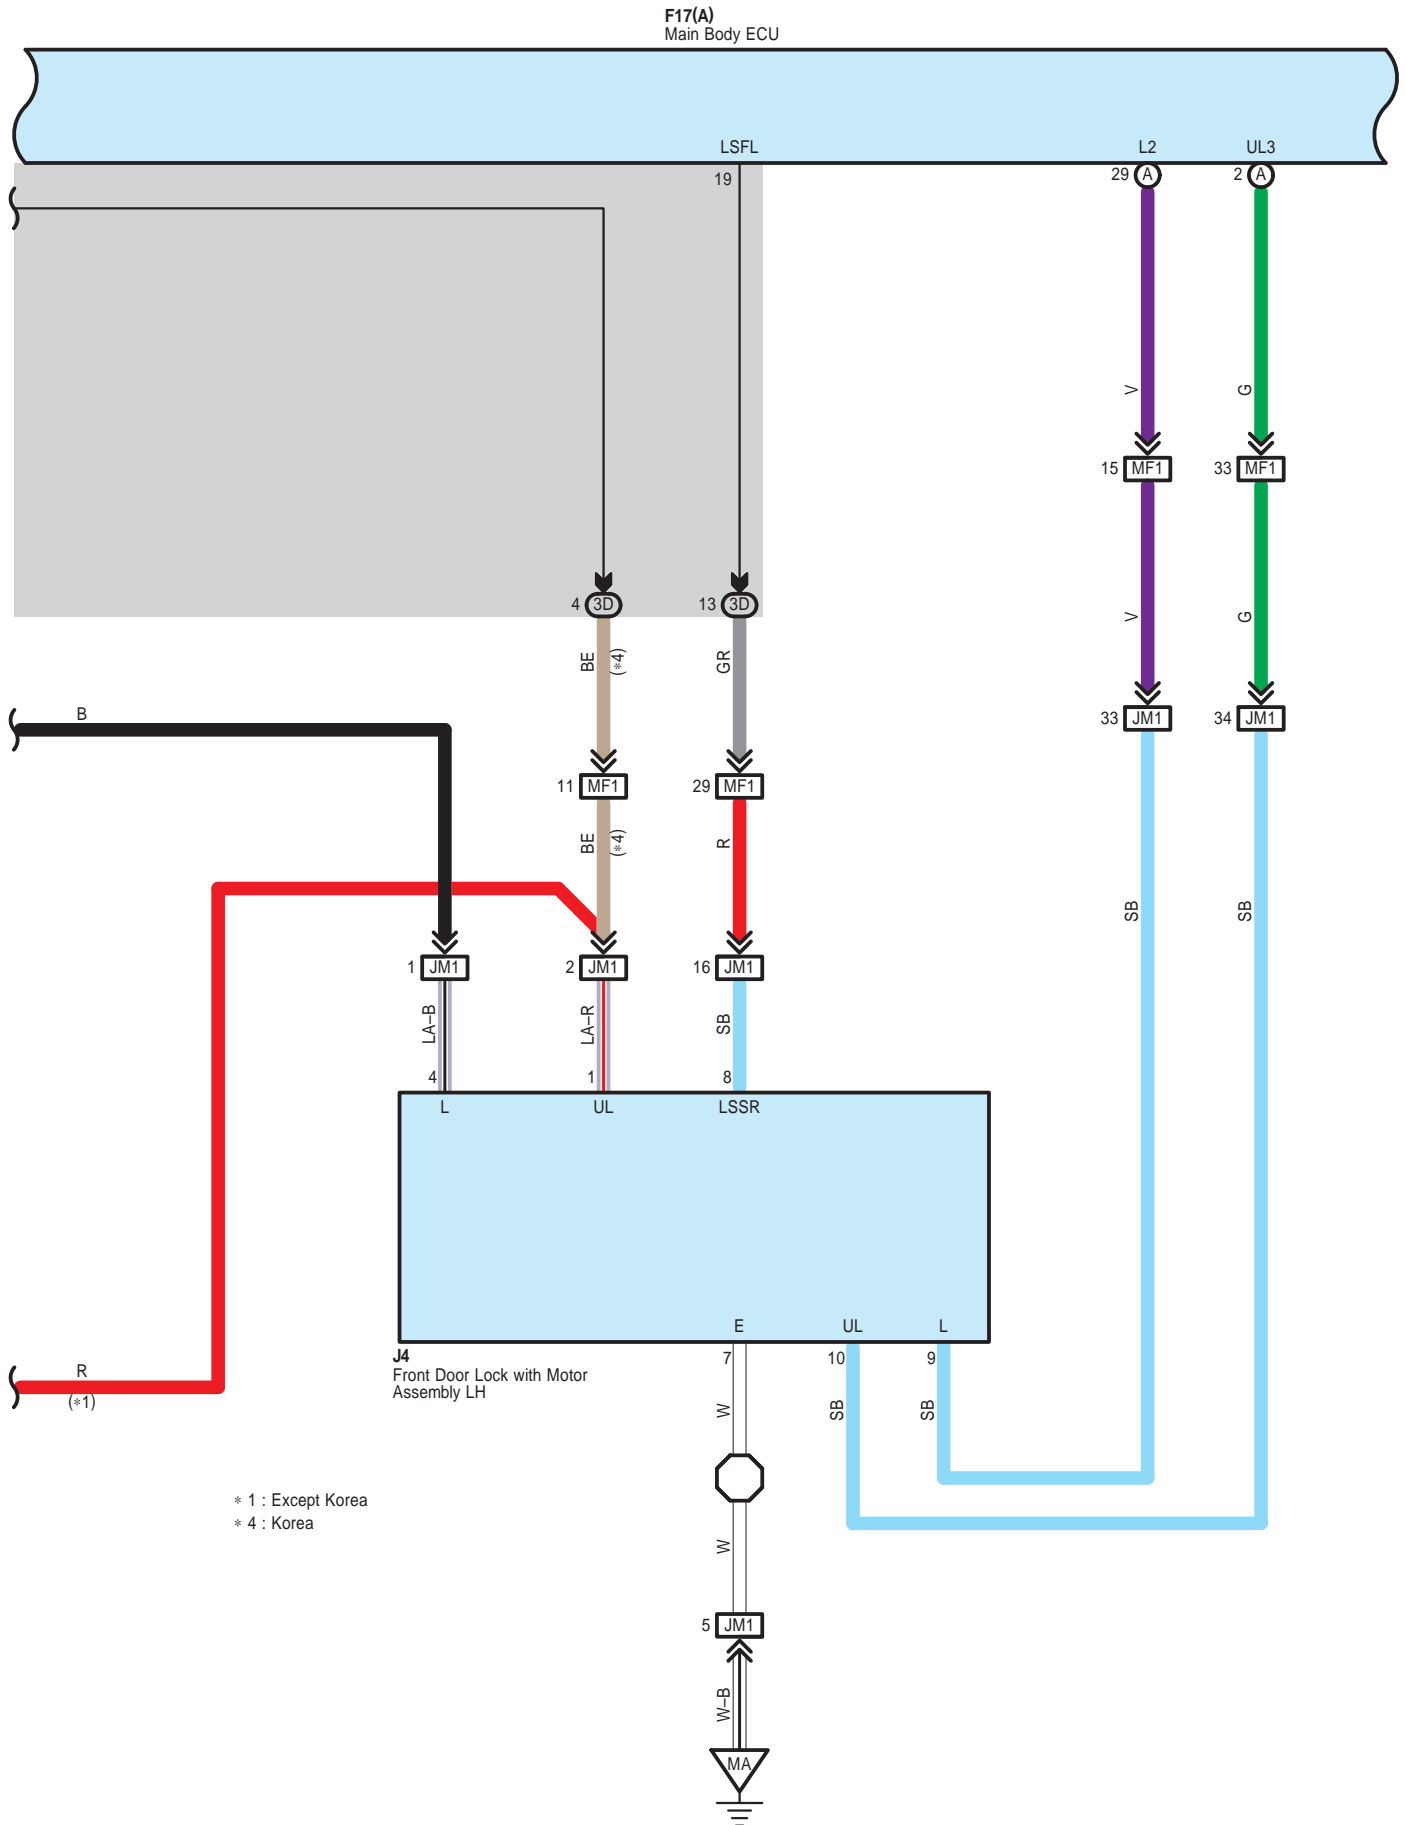 F17(A)
Main Body ECU
LSFL
L2
UL3
19
29 A
2 A
V
G
15 MF1
33 MF1
V
G
4 3D
13 3D
BE
(*4)
GR
B
33 JM1
34 JM1
11 MF1
29 MF1
BE
(*4)
R
SB
SB
1 JM1
2 JM1
16 JM1
LA–B
LA–R
SB
4
1
8
L
UL
LSSR
E
UL
L
J4
Front Door Lock with Motor
Assembly LH
7
10
9
R
(*1)
W
SB
SB
* 1 : Except Korea
* 4 : Korea
W
5 JM1
W–B
MA